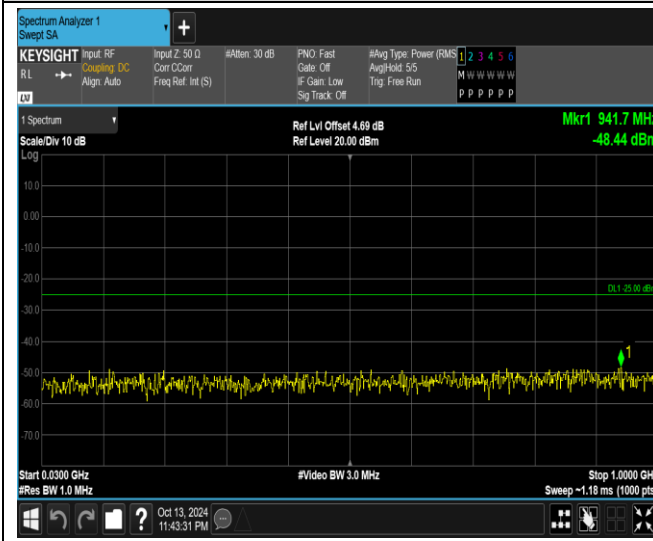 Spectrum Analyzer 1
Swept SA
+
KEYSIGHT
RL
LXI
Input: RF
Coupling: DC
Align: Auto
Input Z: 50 Ω
Corr CCorr
Freq Ref: Int (S)
#Atten: 30 dB
PNO: Fast
Gate: Off
IF Gain: Low
Sig Track: Off
#Avg Type: Power (RMS
Avg|Hold: 5/5
Trig: Free Run
1 2 3 4 5 6
M W W W W W
P P P P P P
1 Spectrum
Scale/Div 10 dB
Ref Lvl Offset 4.69 dB
Ref Level 20.00 dBm
Mkr1 941.7 MHz
-48.44 dBm
Log
10.0
0.00
-10.0
-20.0
DL1 -25.00 dBm
-30.0
-40.0
1
-50.0
-60.0
-70.0
Start 0.0300 GHz
#Res BW 1.0 MHz
#Video BW 3.0 MHz
Stop 1.0000 GH
Sweep ~1.18 ms (1000 pts
?
Oct 13, 2024
11:43:31 PM